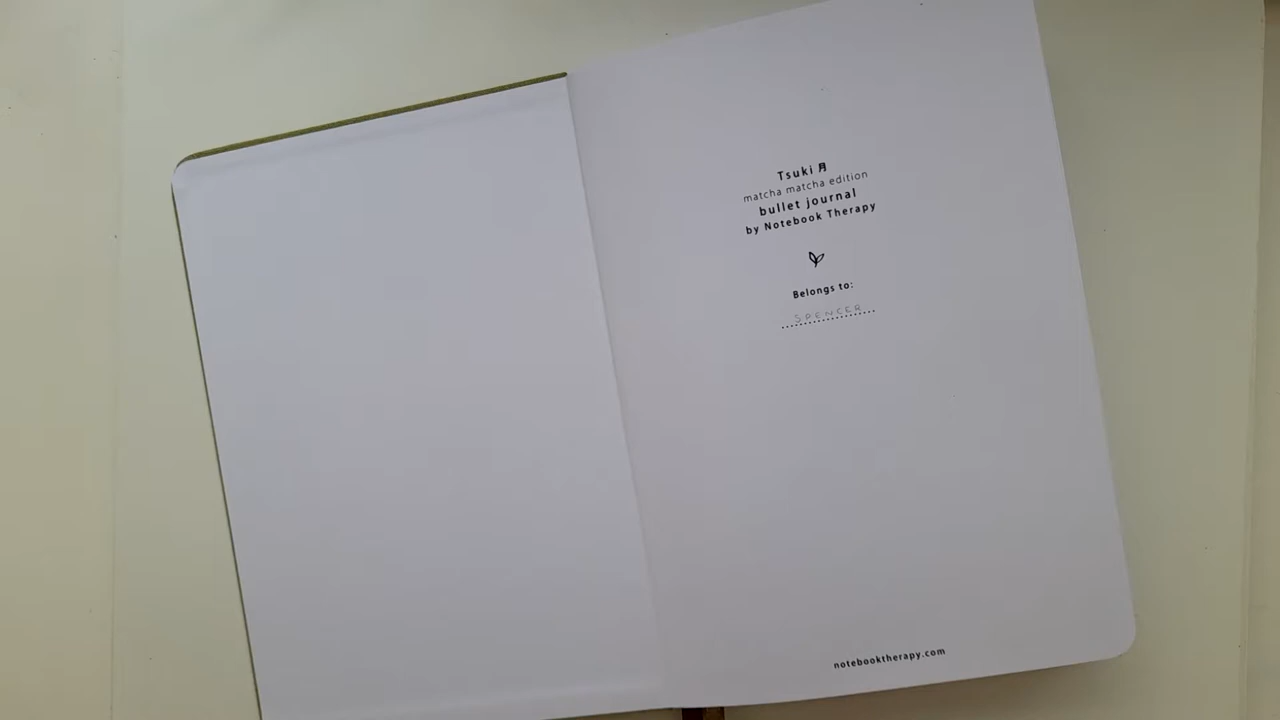 Tsuki 月
matcha matcha edition
bullet journal
by Notebook Therapy
Belongs to:
SPENCER
notebooktherapy.com